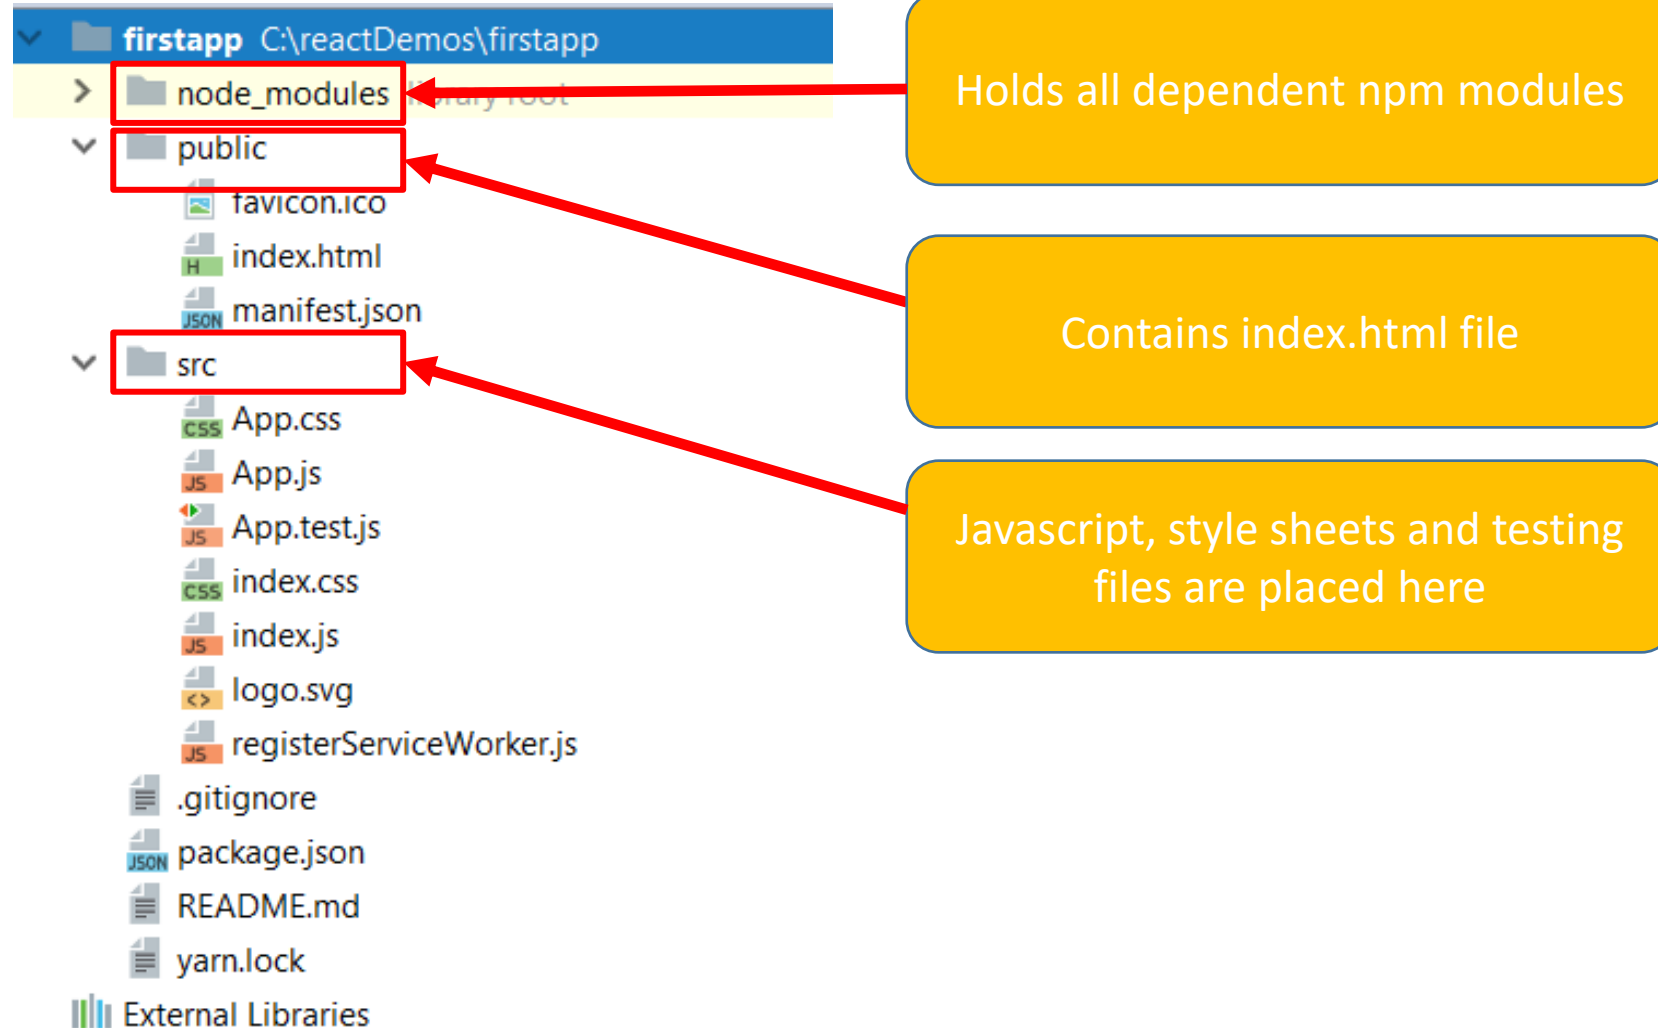 firstapp C:\reactDemos\firstapp
node_modules library root
Holds all dependent npm modules
public
favicon.ico
index.html
manifest.json
Contains index.html file
src
App.css
App.js
App.test.js
index.css
index.js
logo.svg
registerServiceWorker.js
Javascript, style sheets and testing
files are placed here
.gitignore
package.json
README.md
yarn.lock
External Libraries